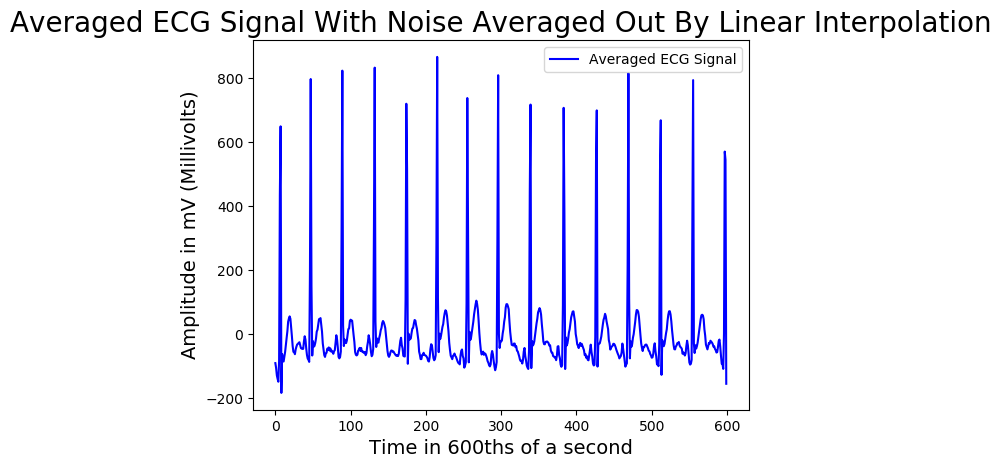 Averaged ECG Signal With Noise Averaged Out By Linear Interpolation
Averaged ECG Signal
Amplitude in mV (Millivolts)
800
600
400
200
0
−200
0 100 200 300 400 500 600
Time in 600ths of a second